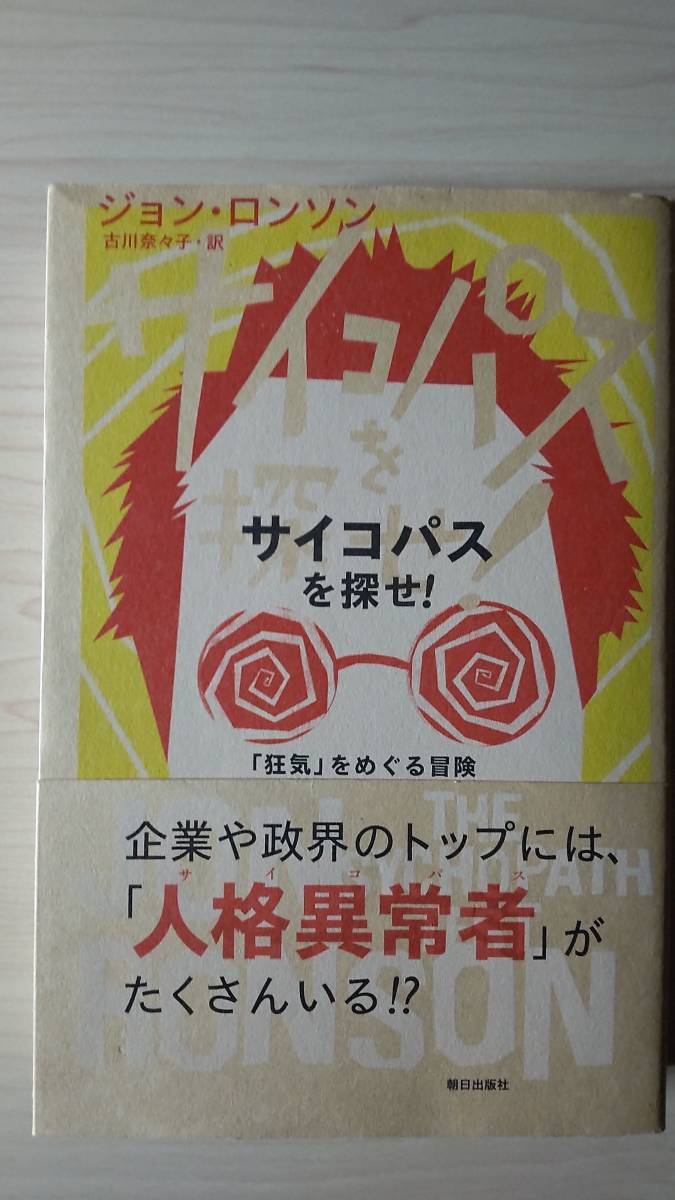 ジョン・ロンソン
古川奈々子・訳
サイコパス
を
探せ!
サイコパス
を探せ!
「狂気」をめぐる冒険
JON
THE
PSYCHOPATH
RONSON
企業や政界のトップには、
サイコパス
「人格異常者」が
たくさんいる!?
朝日出版社